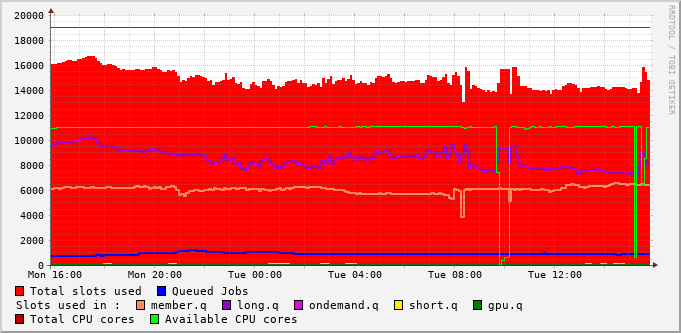 20000
18000
16000
14000
12000
10000
8000
6000
4000
2000
0
Mon 16:00 Mon 20:00 Tue 00:00 Tue 04:00 Tue 08:00 Tue 12:00
Total slots used Queued Jobs
Slots used in : member.q long.q ondemand.q short.q gpu.q
Total CPU cores Available CPU cores
RRDTOOL / TOBI OETIKER